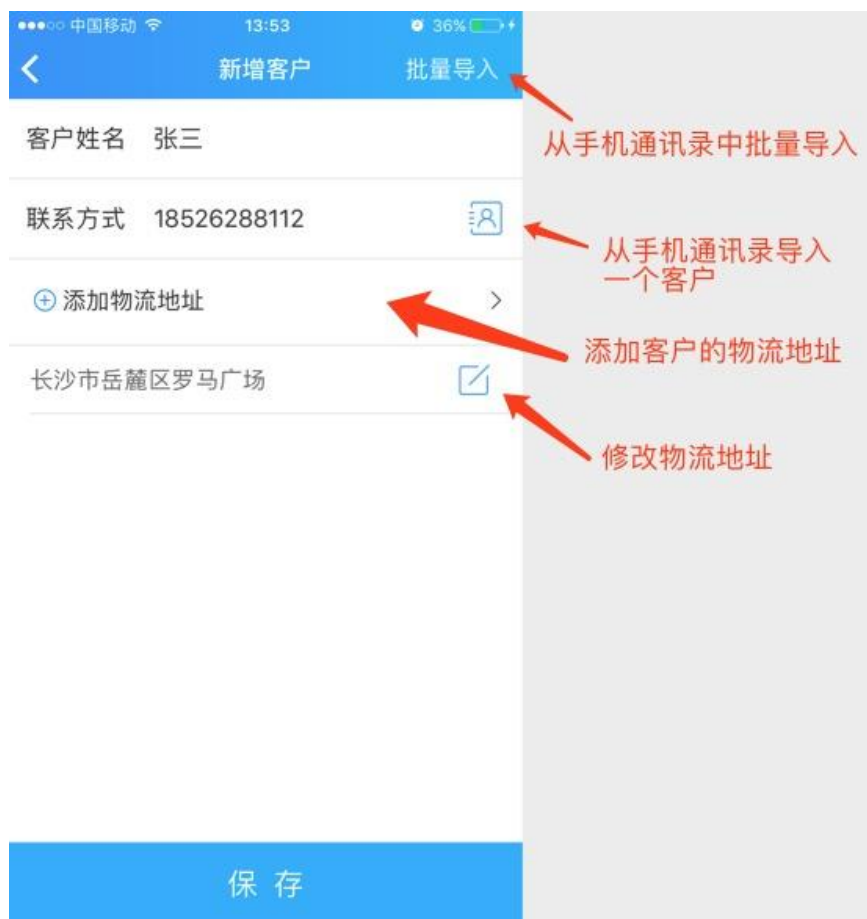 中国移动 13:53 36%
新增客户 批量导入
从手机通讯录中批量导入
客户姓名 张三
联系方式 18526288112
从手机通讯录导入
一个客户
添加物流地址
添加客户的物流地址
长沙市岳麓区罗马广场
修改物流地址
保存